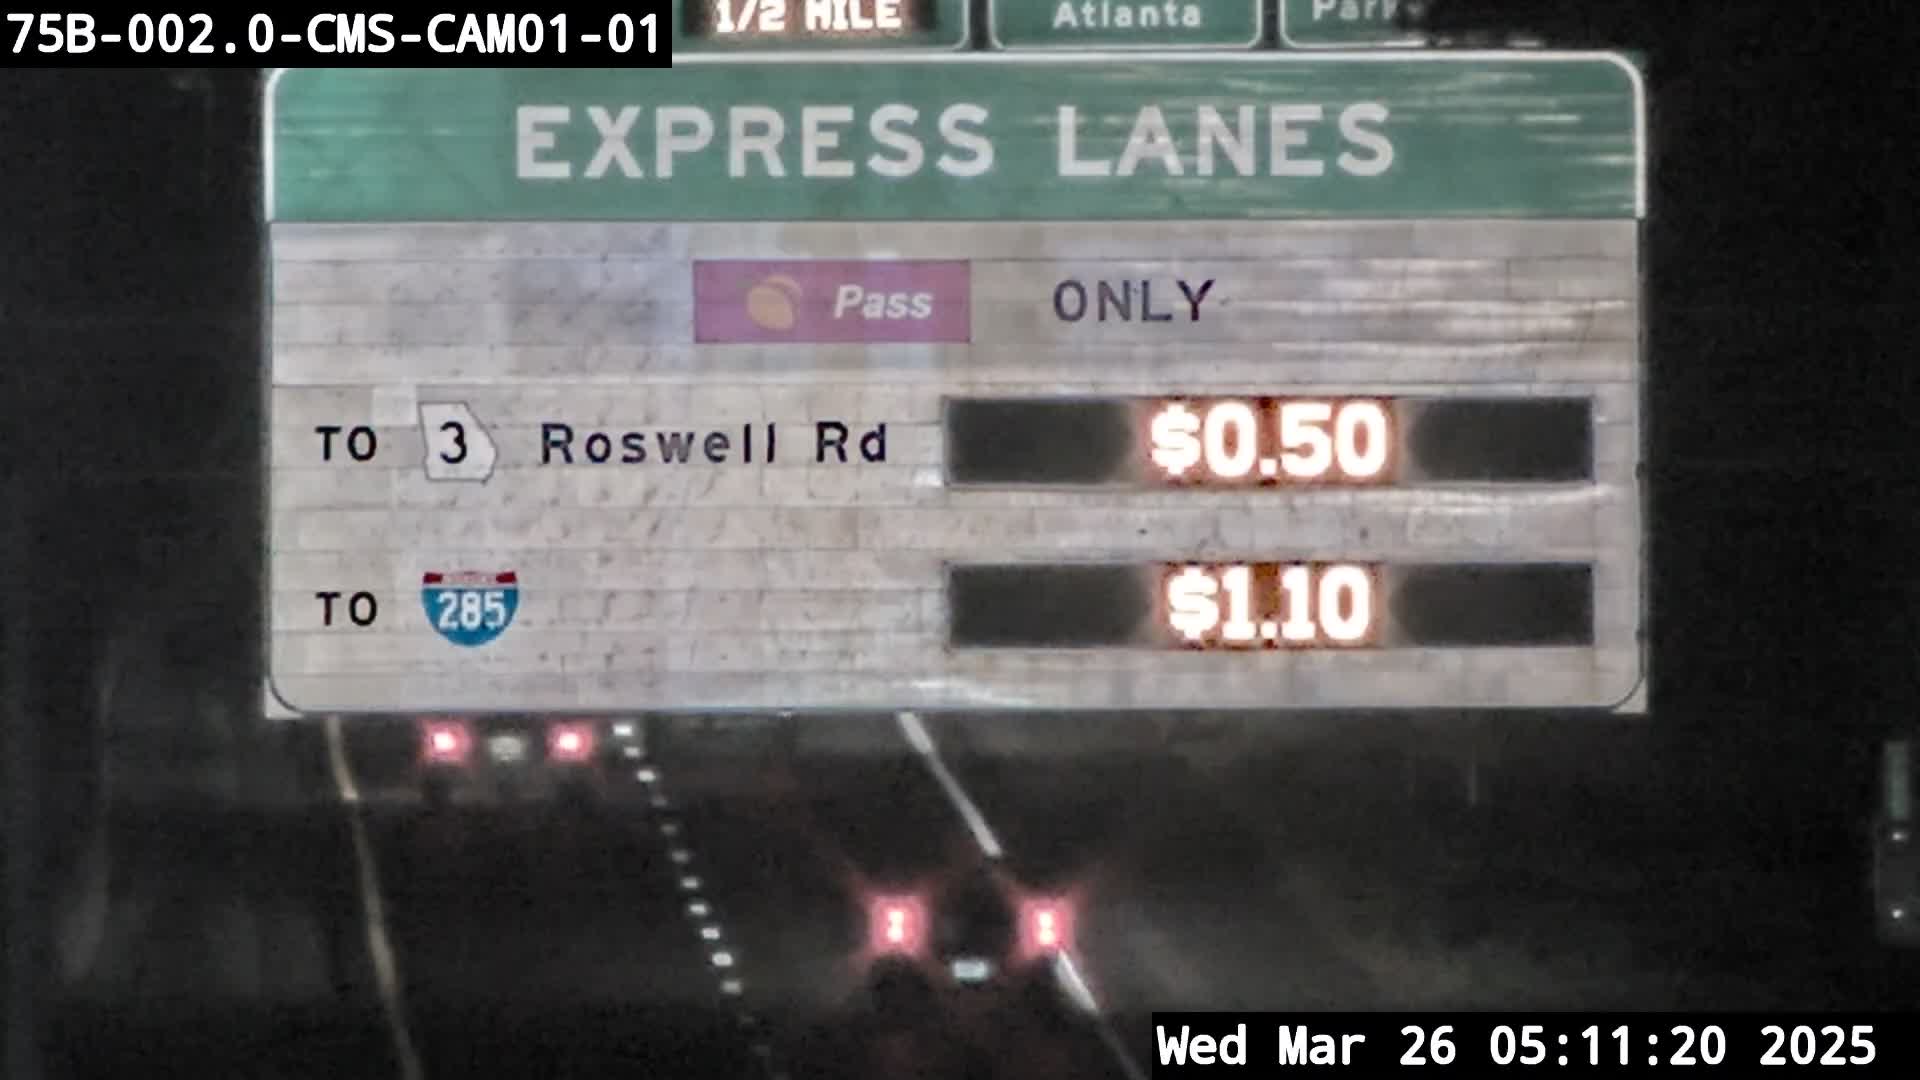 75B-002.0-CMS-CAM01-01
1/2 MILE
Atlanta
EXPRESS LANES
Pass ONLY
TO 3 Roswell Rd $0.50
TO 285 $1.10
Wed Mar 26 05:11:20 2025